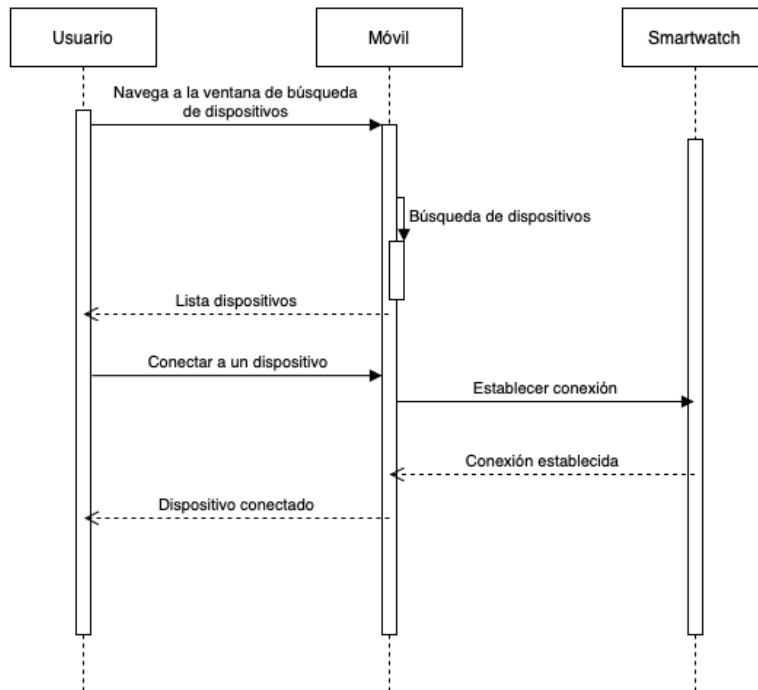 Usuario
Móvil
Smartwatch
Navega a la ventana de búsqueda
de dispositivos
Búsqueda de dispositivos
Lista dispositivos
Conectar a un dispositivo
Establecer conexión
Conexión establecida
Dispositivo conectado